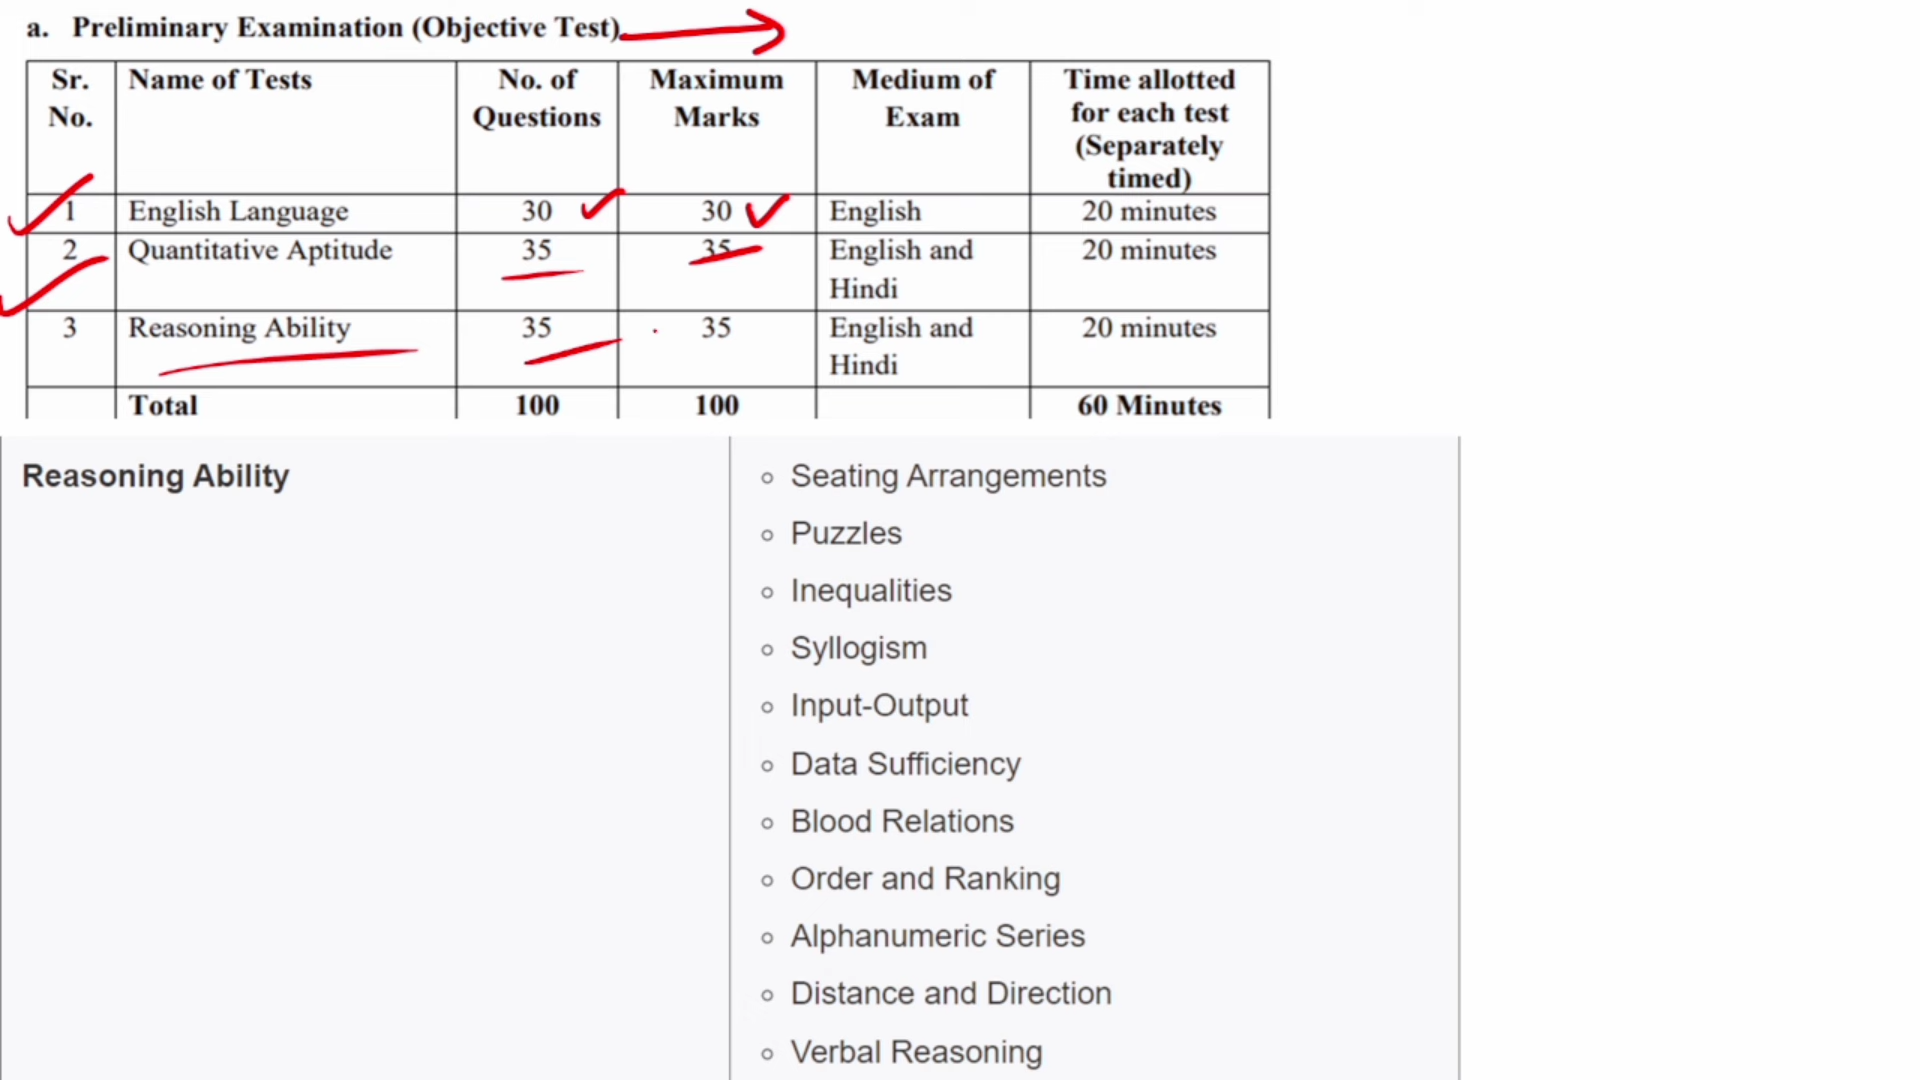 a. Preliminary Examination (Objective Test)
Sr. No. Name of Tests No. of Questions Maximum Marks Medium of Exam Time allotted for each test (Separately timed)
1 English Language 30 30 English 20 minutes
2 Quantitative Aptitude 35 35 English and Hindi 20 minutes
3 Reasoning Ability 35 35 English and Hindi 20 minutes
Total 100 100 60 Minutes
Reasoning Ability
Seating Arrangements
Puzzles
Inequalities
Syllogism
Input-Output
Data Sufficiency
Blood Relations
Order and Ranking
Alphanumeric Series
Distance and Direction
Verbal Reasoning